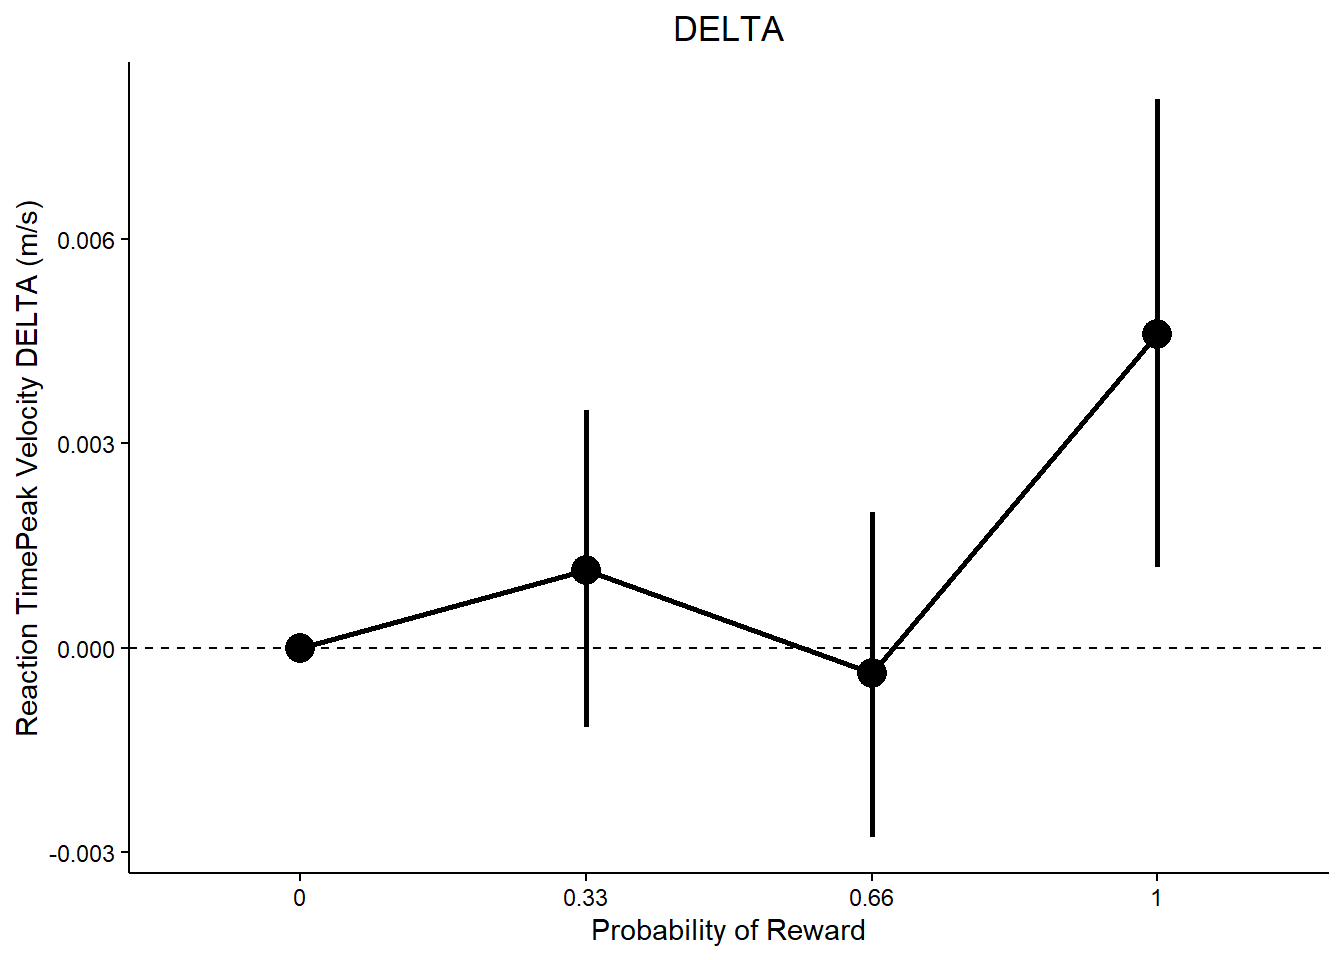 DELTA
Reaction TimePeak Velocity DELTA (m/s)
0.006
0.003
0.000
-0.003
0
0.33
0.66
1
Probability of Reward